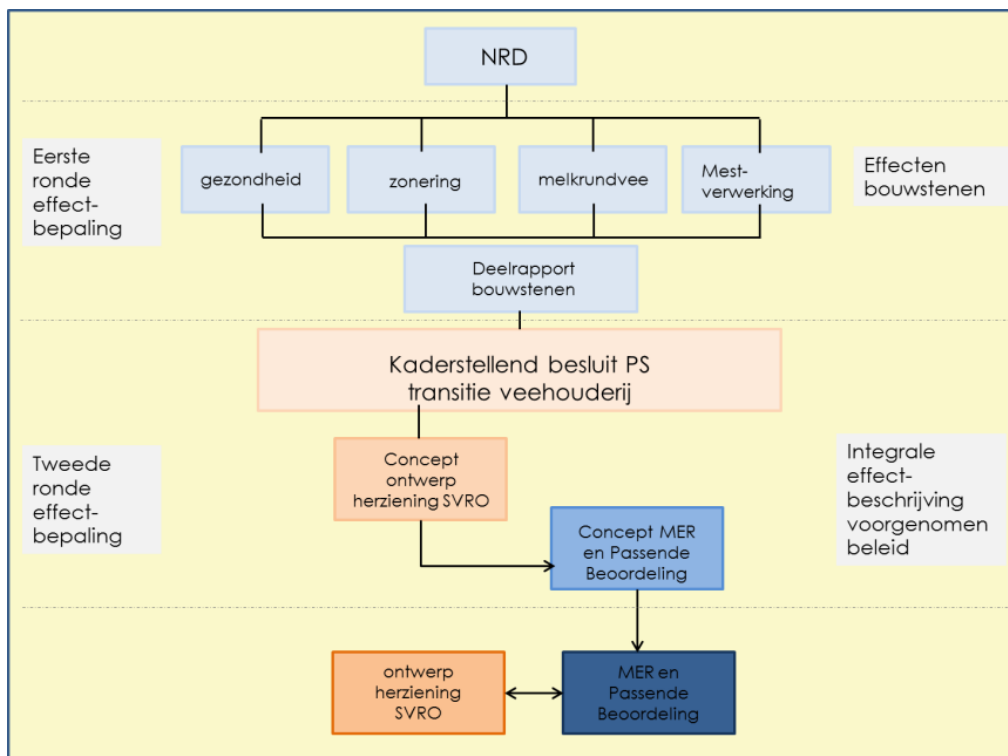 NRD
Eerste
ronde
effect-
bepaling
gezondheid
zonering
melkrundvee
Mest-
verwerking
Effecten
bouwstenen
Deelrapport
bouwstenen
Kaderstellend besluit PS
transitie veehouderij
Tweede
ronde
effect-
bepaling
Concept
ontwerp
herziening SVRO
Concept MER
en Passende
Beoordeling
Integrale
effect-
beschrijving
voorgenomen
beleid
ontwerp
herziening
SVRO
MER en
Passende
Beoordeling